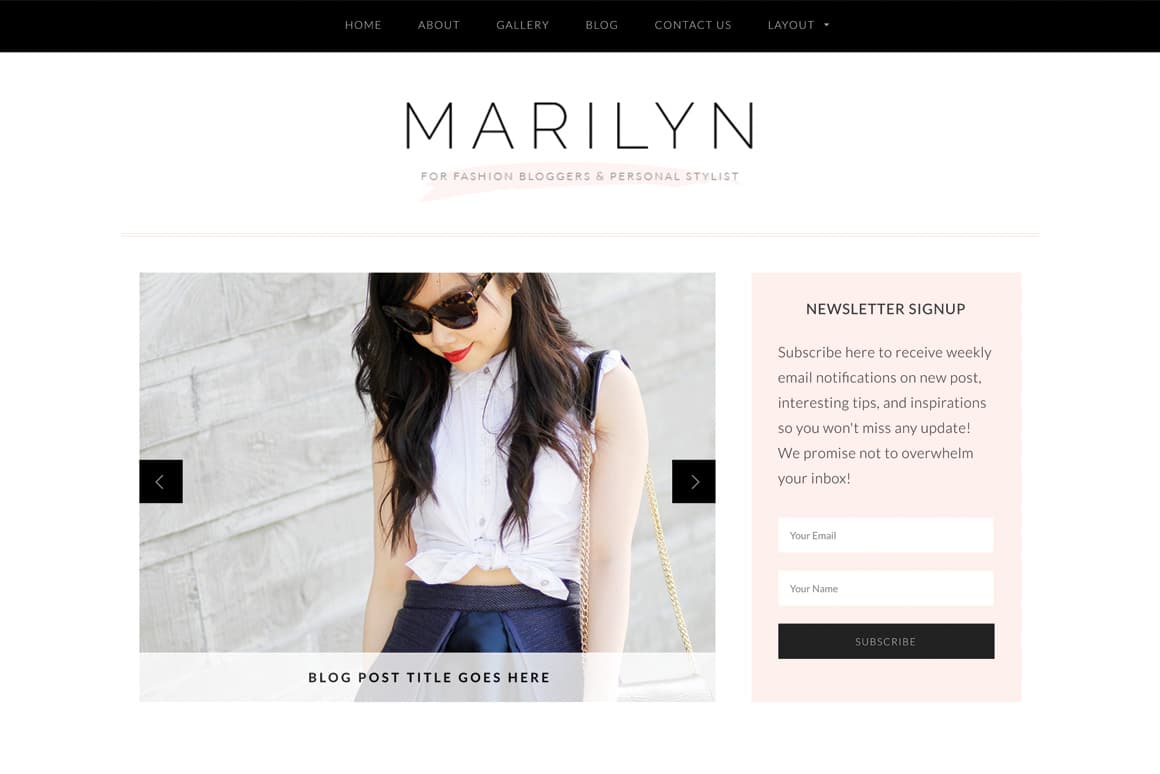 HOME ABOUT GALLERY BLOG CONTACT US LAYOUT
MARILYN
FOR FASHION BLOGGERS & PERSONAL STYLIST
BLOG POST TITLE GOES HERE
NEWSLETTER SIGNUP
Subscribe here to receive weekly
email notifications on new post,
interesting tips, and inspirations
so you won't miss any update!
We promise not to overwhelm
your inbox!
Your Email
Your Name
SUBSCRIBE